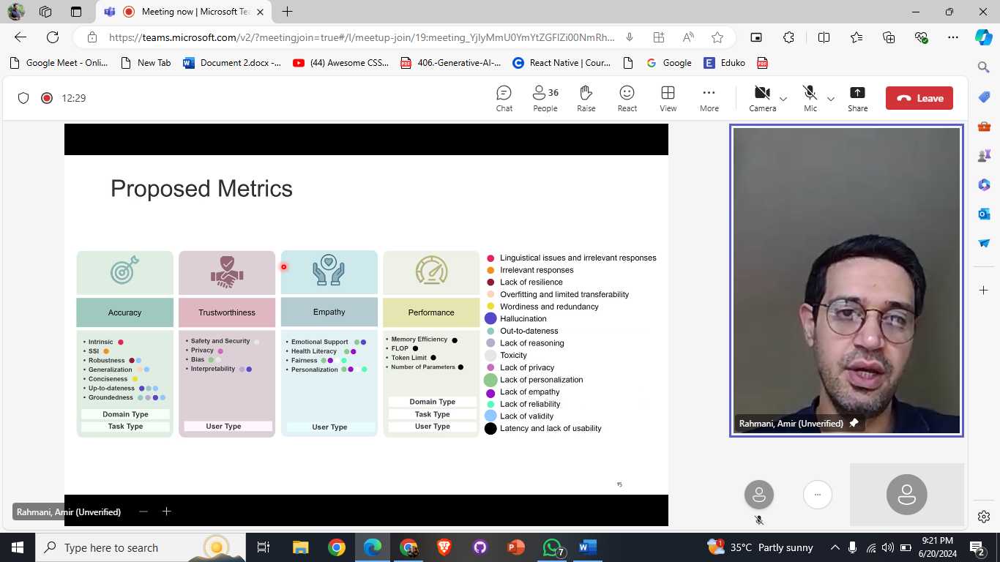 Meeting now | Microsoft Tea
https://teams.microsoft.com/v2/?meetingjoin=true#/l/meetup-join/19:meeting_YjIyMmU0YmYtZGFlZi00NmRh...
Google Meet - Onli...
New Tab
Document 2.docx -...
(44) Awesome CSS...
406.-Generative-AI-...
React Native | Cour...
Google
Eduko
12:29
Chat
36
People
Raise
React
View
More
Camera
Mic
Share
Leave
Proposed Metrics
Accuracy
• Intrinsic
• SSI
• Robustness
• Generalization
• Conciseness
• Up-to-dateness
• Groundedness
Domain Type
Task Type
Trustworthiness
• Safety and Security
• Privacy
• Bias
• Interpretability
User Type
Empathy
• Emotional Support
• Health Literacy
• Fairness
• Personalization
User Type
Performance
• Memory Efficiency
• FLOP
• Token Limit
• Number of Parameters
Domain Type
Task Type
User Type
Linguistical issues and irrelevant responses
Irrelevant responses
Lack of resilience
Overfitting and limited transferability
Wordiness and redundancy
Hallucination
Out-to-dateness
Lack of reasoning
Toxicity
Lack of privacy
Lack of personalization
Lack of empathy
Lack of reliability
Lack of validity
Latency and lack of usability
15
Rahmani, Amir (Unverified)
Rahmani, Amir (Unverified)
Type here to search
7
35°C Partly sunny
9:21 PM
6/20/2024
2